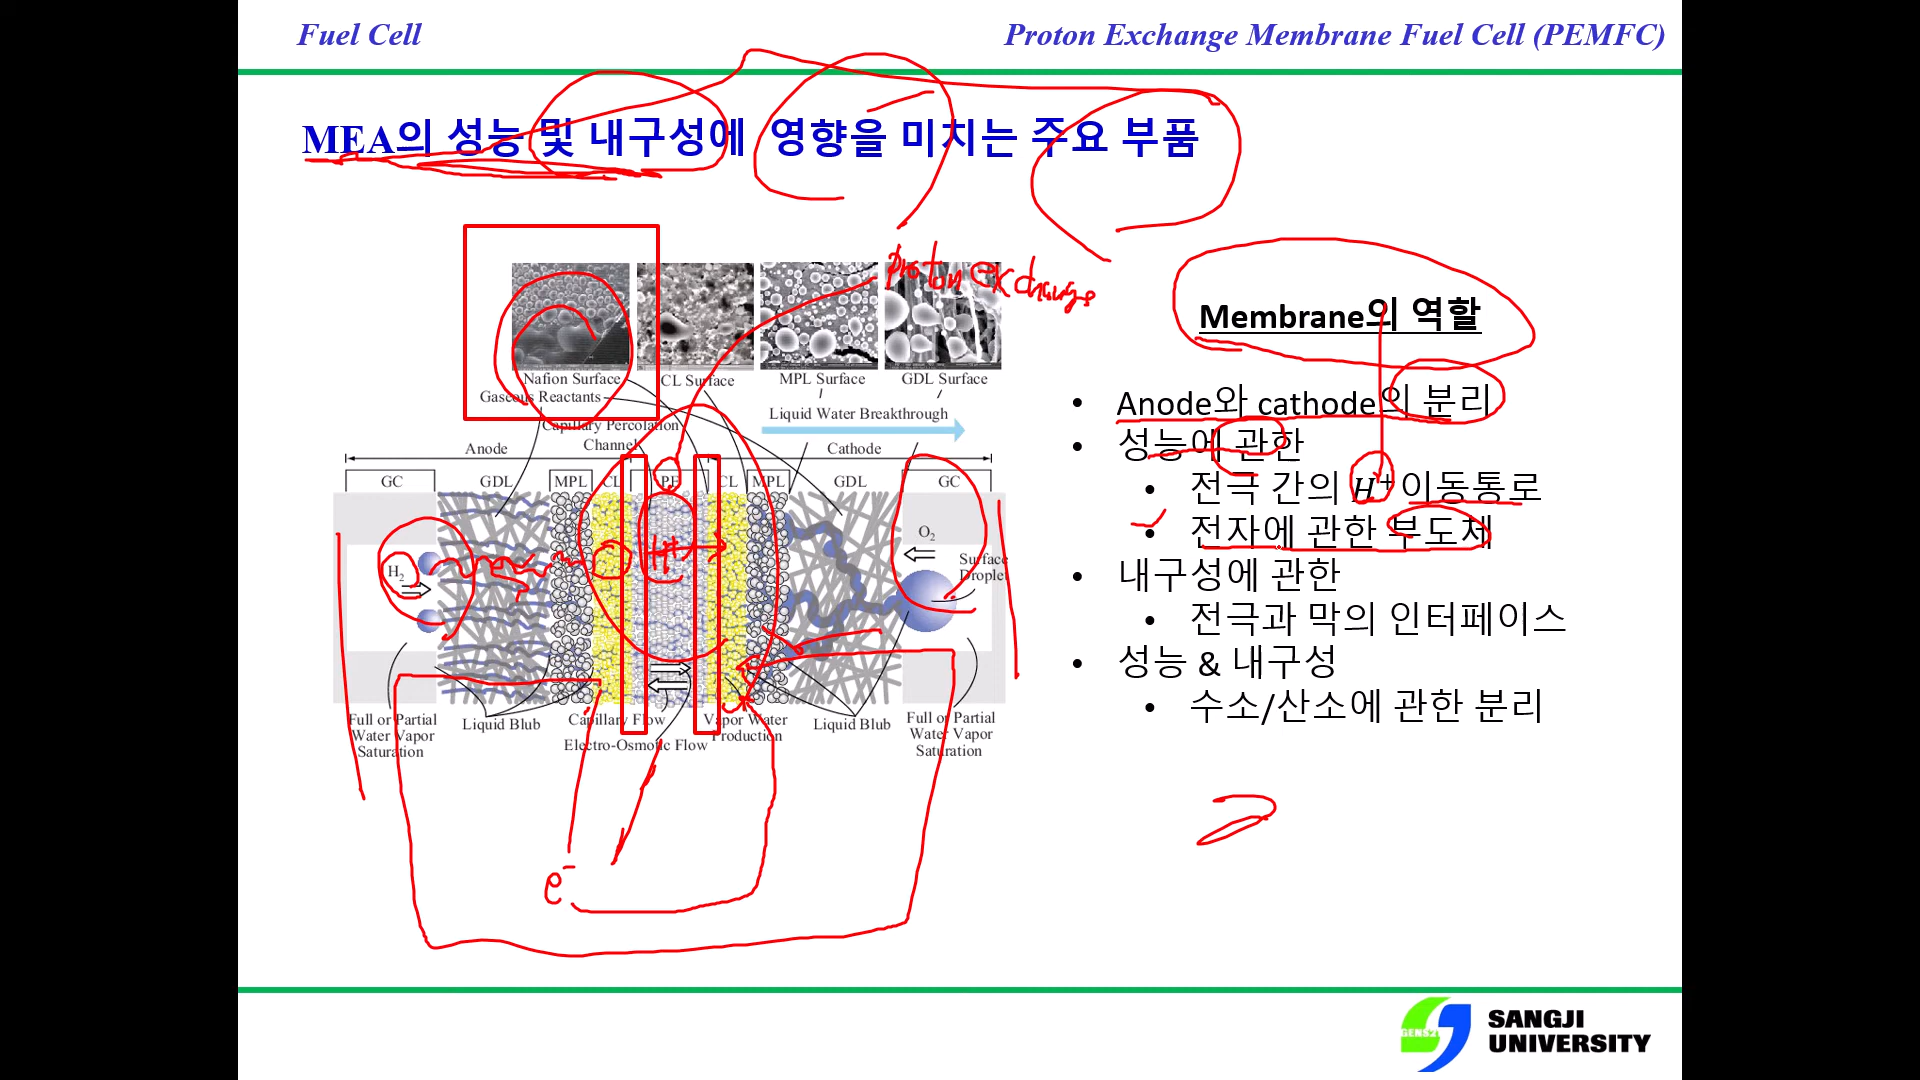 Fuel Cell
Proton Exchange Membrane Fuel Cell (PEMFC)
MEA의 성능 및 내구성에 영향을 미치는 주요 부품
proton exchange
Nafion Surface
CL Surface
MPL Surface
GDL Surface
Gaseous Reactants
Liquid Water Breakthrough
Capillary Percolation
Channel
Anode
Cathode
GC
GDL
MPL
CL
PE
CL
MPL
GDL
GC
H₂
H⁺
O₂
Surface
Droplet
Full or Partial
Water Vapor
Saturation
Liquid Blub
Capillary Flow
Electro-Osmotic Flow
Vapor Water
Production
Liquid Blub
Full or Partial
Water Vapor
Saturation
e⁻
Membrane의 역할
• Anode와 cathode의 분리
• 성능에 관한
• 전극 간의 H⁺ 이동통로
• 전자에 관한 부도체
• 내구성에 관한
• 전극과 막의 인터페이스
• 성능 & 내구성
• 수소/산소에 관한 분리
SANGJI
UNIVERSITY